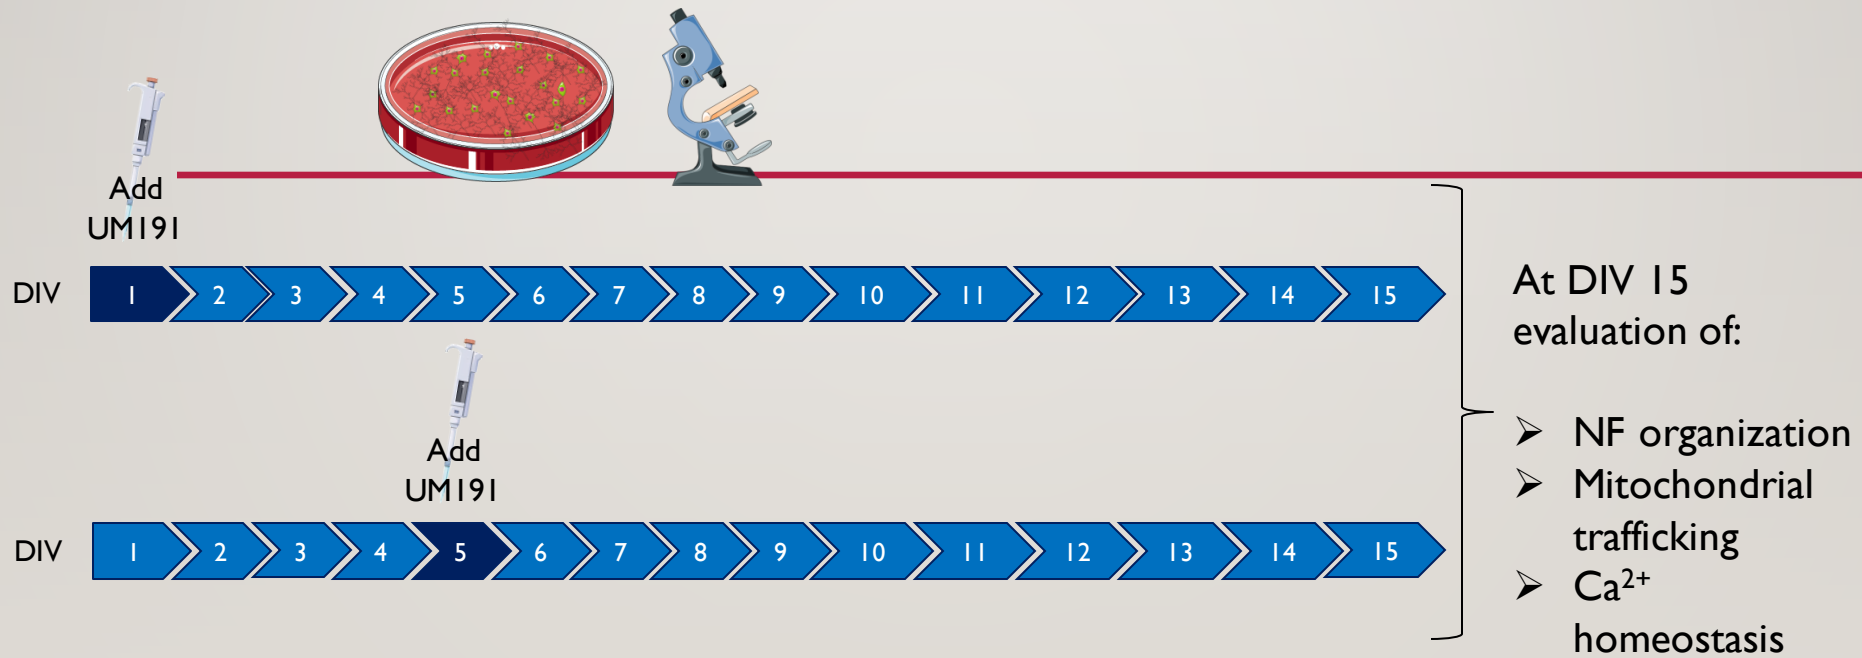 Add
UM191
DIV 1 2 3 4 5 6 7 8 9 10 11 12 13 14 15
Add
UM191
DIV 1 2 3 4 5 6 7 8 9 10 11 12 13 14 15
At DIV 15
evaluation of:
➢ NF organization
➢ Mitochondrial
trafficking
➢ Ca²⁺
homeostasis